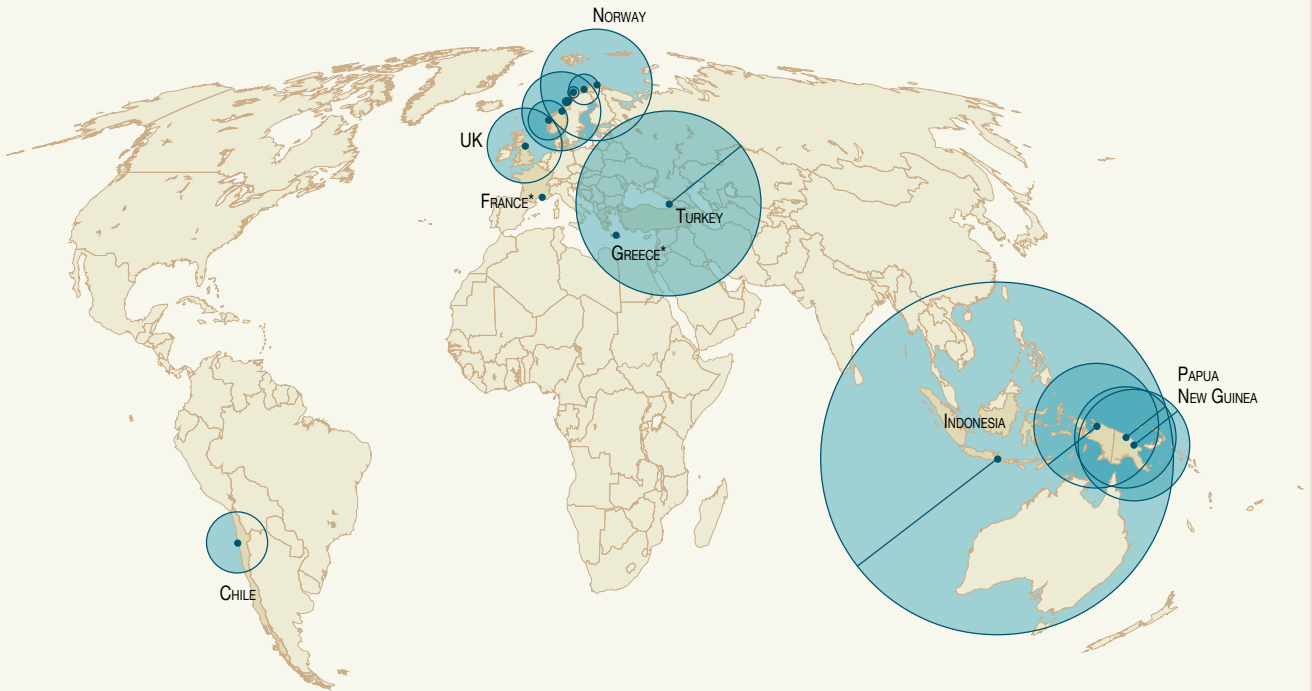 Norway
UK
France*
Turkey
Greece*
Papua
New Guinea
Indonesia
Chile